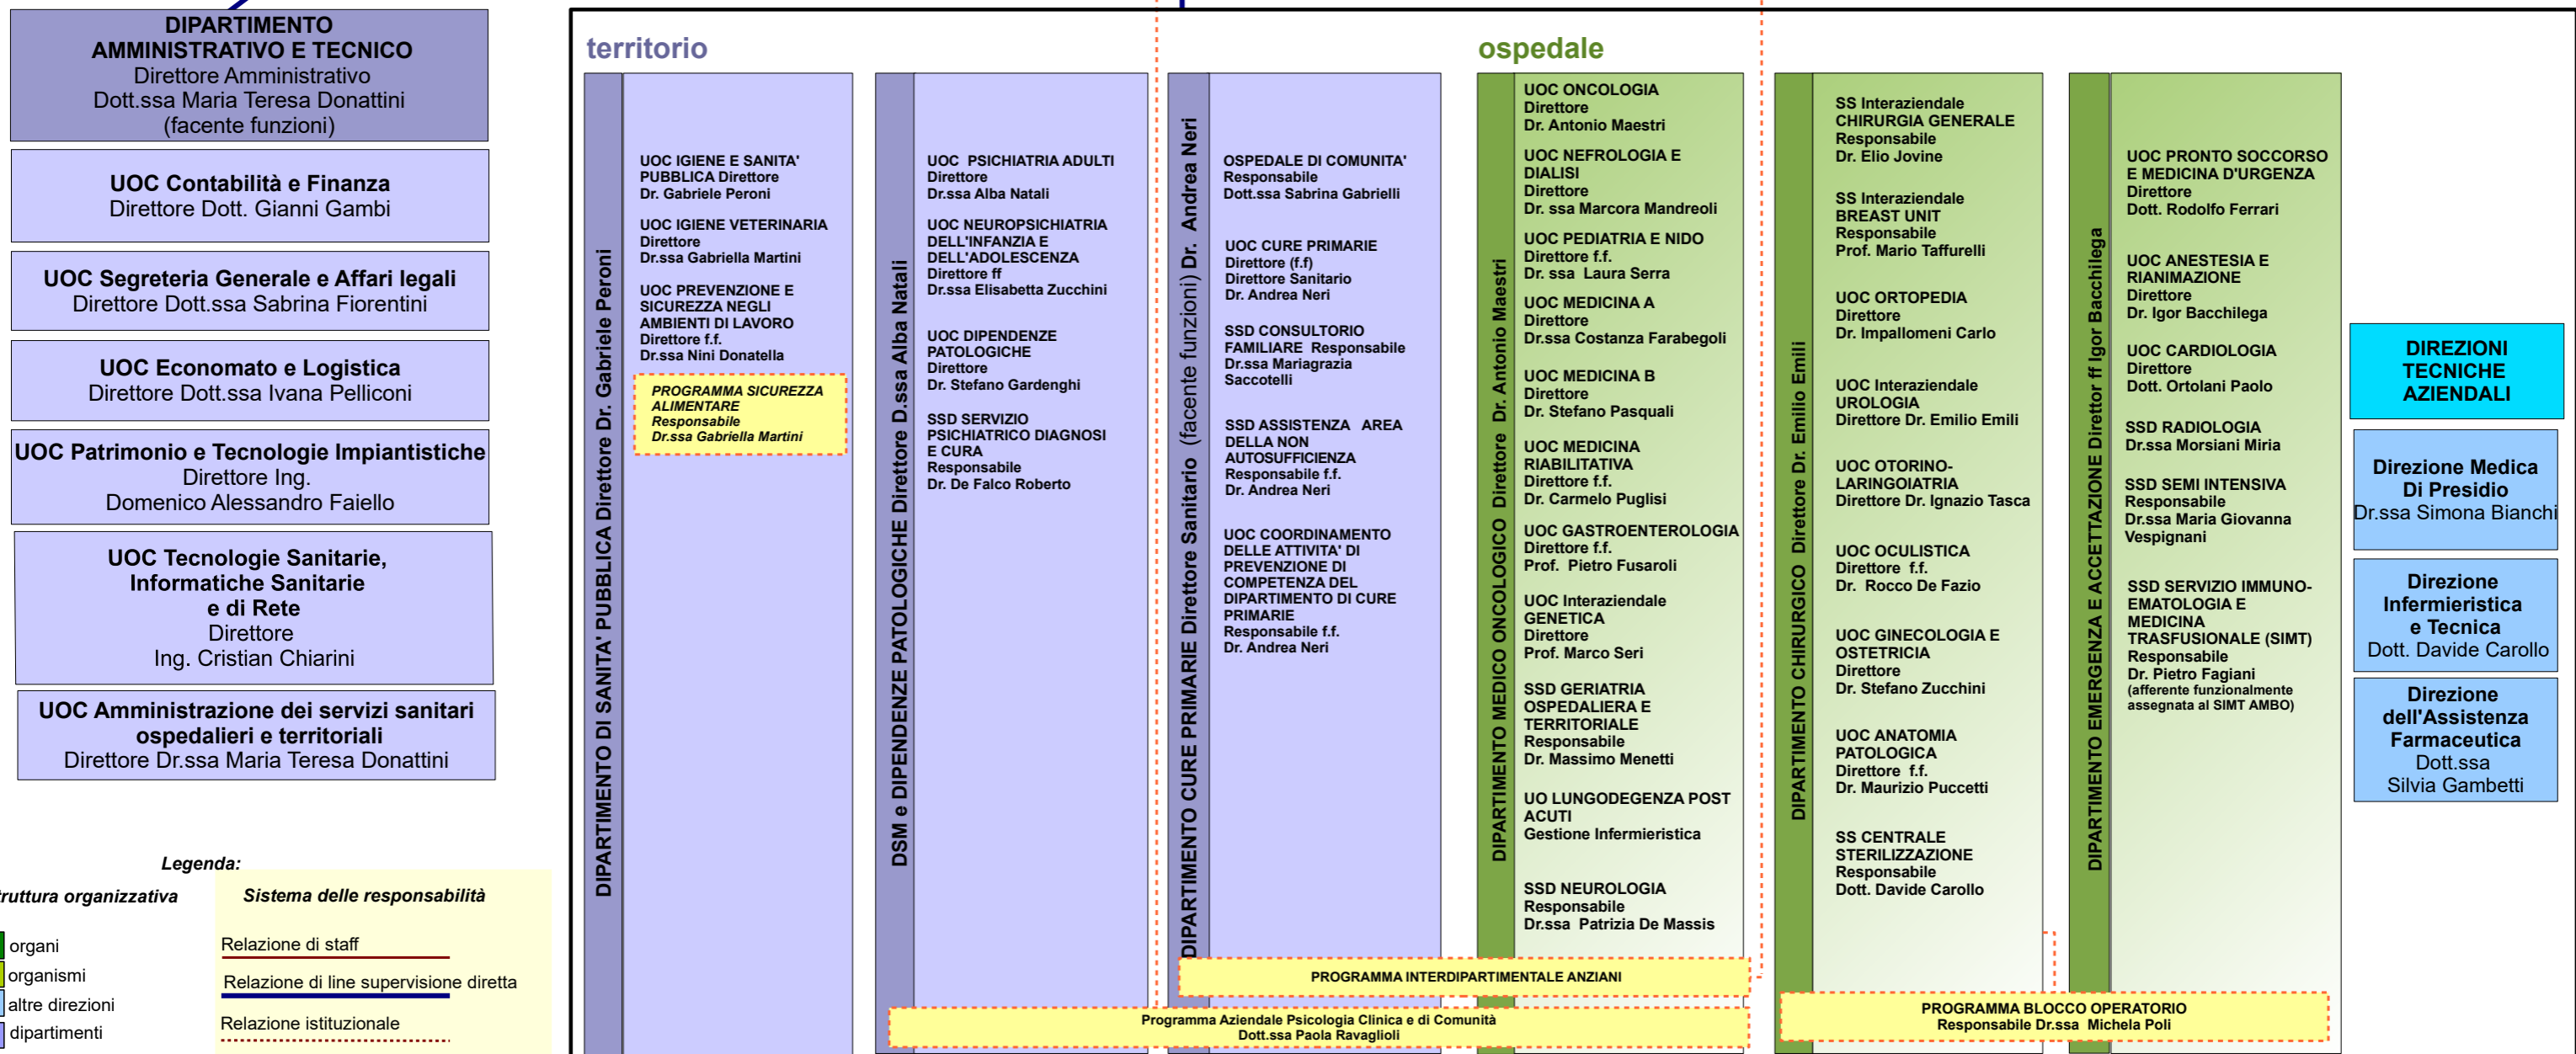 DIPARTIMENTO
AMMINISTRATIVO E TECNICO
Direttore Amministrativo
Dott.ssa Maria Teresa Donattini
(facente funzioni)
UOC Contabilità e Finanza
Direttore Dott. Gianni Gambi
UOC Segreteria Generale e Affari legali
Direttore Dott.ssa Sabrina Fiorentini
UOC Economato e Logistica
Direttore Dott.ssa Ivana Pelliconi
UOC Patrimonio e Tecnologie Impiantistiche
Direttore Ing.
Domenico Alessandro Faiello
UOC Tecnologie Sanitarie,
Informatiche Sanitarie
e di Rete
Direttore
Ing. Cristian Chiarini
UOC Amministrazione dei servizi sanitari
ospedalieri e territoriali
Direttore Dr.ssa Maria Teresa Donattini
Legenda:
truttura organizzativa
organi
organismi
altre direzioni
dipartimenti
Sistema delle responsabilità
Relazione di staff
Relazione di line supervisione diretta
Relazione istituzionale
territorio
DIPARTIMENTO DI SANITA' PUBBLICA Direttore Dr. Gabriele Peroni
UOC IGIENE E SANITA'
PUBBLICA Direttore
Dr. Gabriele Peroni
UOC IGIENE VETERINARIA
Direttore
Dr.ssa Gabriella Martini
UOC PREVENZIONE E
SICUREZZA NEGLI
AMBIENTI DI LAVORO
Direttore f.f.
Dr.ssa Nini Donatella
PROGRAMMA SICUREZZA
ALIMENTARE
Responsabile
Dr.ssa Gabriella Martini
DSM e DIPENDENZE PATOLOGICHE Direttore D.ssa Alba Natali
UOC PSICHIATRIA ADULTI
Direttore
Dr.ssa Alba Natali
UOC NEUROPSICHIATRIA
DELL'INFANZIA E
DELL'ADOLESCENZA
Direttore ff
Dr.ssa Elisabetta Zucchini
UOC DIPENDENZE
PATOLOGICHE
Direttore
Dr. Stefano Gardenghi
SSD SERVIZIO
PSICHIATRICO DIAGNOSI
E CURA
Responsabile
Dr. De Falco Roberto
DIPARTIMENTO CURE PRIMARIE Direttore Sanitario (facente funzioni) Dr. Andrea Neri
OSPEDALE DI COMUNITA'
Responsabile
Dott.ssa Sabrina Gabrielli
UOC CURE PRIMARIE
Direttore (f.f)
Direttore Sanitario
Dr. Andrea Neri
SSD CONSULTORIO
FAMILIARE Responsabile
Dr.ssa Mariagrazia
Saccotelli
SSD ASSISTENZA AREA
DELLA NON
AUTOSUFFICIENZA
Responsabile f.f.
Dr. Andrea Neri
UOC COORDINAMENTO
DELLE ATTIVITA' DI
PREVENZIONE DI
COMPETENZA DEL
DIPARTIMENTO DI CURE
PRIMARIE
Responsabile f.f.
Dr. Andrea Neri
ospedale
DIPARTIMENTO MEDICO ONCOLOGICO Direttore Dr. Antonio Maestri
UOC ONCOLOGIA
Direttore
Dr. Antonio Maestri
UOC NEFROLOGIA E
DIALISI
Direttore
Dr. ssa Marcora Mandreoli
UOC PEDIATRIA E NIDO
Direttore f.f.
Dr. ssa Laura Serra
UOC MEDICINA A
Direttore
Dr.ssa Costanza Farabegoli
UOC MEDICINA B
Direttore
Dr. Stefano Pasquali
UOC MEDICINA
RIABILITATIVA
Direttore f.f.
Dr. Carmelo Puglisi
UOC GASTROENTEROLOGIA
Direttore f.f.
Prof. Pietro Fusaroli
UOC Interaziendale
GENETICA
Direttore
Prof. Marco Seri
SSD GERIATRIA
OSPEDALIERA E
TERRITORIALE
Responsabile
Dr. Massimo Menetti
UO LUNGODEGENZA POST
ACUTI
Gestione Infermieristica
SSD NEUROLOGIA
Responsabile
Dr.ssa Patrizia De Massis
DIPARTIMENTO CHIRURGICO Direttore Dr. Emilio Emili
SS Interaziendale
CHIRURGIA GENERALE
Responsabile
Dr. Elio Jovine
SS Interaziendale
BREAST UNIT
Responsabile
Prof. Mario Taffurelli
UOC ORTOPEDIA
Direttore
Dr. Impallomeni Carlo
UOC Interaziendale
UROLOGIA
Direttore Dr. Emilio Emili
UOC OTORINO-
LARINGOIATRIA
Direttore Dr. Ignazio Tasca
UOC OCULISTICA
Direttore f.f.
Dr. Rocco De Fazio
UOC GINECOLOGIA E
OSTETRICIA
Direttore
Dr. Stefano Zucchini
UOC ANATOMIA
PATOLOGICA
Direttore f.f.
Dr. Maurizio Puccetti
SS CENTRALE
STERILIZZAZIONE
Responsabile
Dott. Davide Carollo
DIPARTIMENTO EMERGENZA E ACCETTAZIONE Direttor ff Igor Bacchilega
UOC PRONTO SOCCORSO
E MEDICINA D'URGENZA
Direttore
Dott. Rodolfo Ferrari
UOC ANESTESIA E
RIANIMAZIONE
Direttore
Dr. Igor Bacchilega
UOC CARDIOLOGIA
Direttore
Dott. Ortolani Paolo
SSD RADIOLOGIA
Dr.ssa Morsiani Miria
SSD SEMI INTENSIVA
Responsabile
Dr.ssa Maria Giovanna
Vespignani
SSD SERVIZIO IMMUNO-
EMATOLOGIA E
MEDICINA
TRASFUSIONALE (SIMT)
Responsabile
Dr. Pietro Fagiani
(afferente funzionalmente
assegnata al SIMT AMBO)
PROGRAMMA INTERDIPARTIMENTALE ANZIANI
Programma Aziendale Psicologia Clinica e di Comunità
Dott.ssa Paola Ravaglioli
PROGRAMMA BLOCCO OPERATORIO
Responsabile Dr.ssa Michela Poli
DIREZIONI
TECNICHE
AZIENDALI
Direzione Medica
Di Presidio
Dr.ssa Simona Bianchi
Direzione
Infermieristica
e Tecnica
Dott. Davide Carollo
Direzione
dell'Assistenza
Farmaceutica
Dott.ssa
Silvia Gambetti